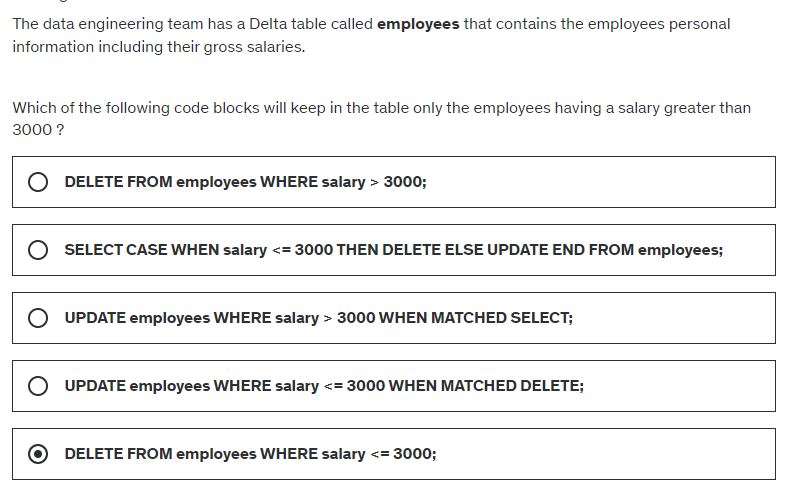 The data engineering team has a Delta table called employees that contains the employees personal
information including their gross salaries.
Which of the following code blocks will keep in the table only the employees having a salary greater than
3000 ?
DELETE FROM employees WHERE salary > 3000;
SELECT CASE WHEN salary <= 3000 THEN DELETE ELSE UPDATE END FROM employees;
UPDATE employees WHERE salary > 3000 WHEN MATCHED SELECT;
UPDATE employees WHERE salary <= 3000 WHEN MATCHED DELETE;
DELETE FROM employees WHERE salary <= 3000;